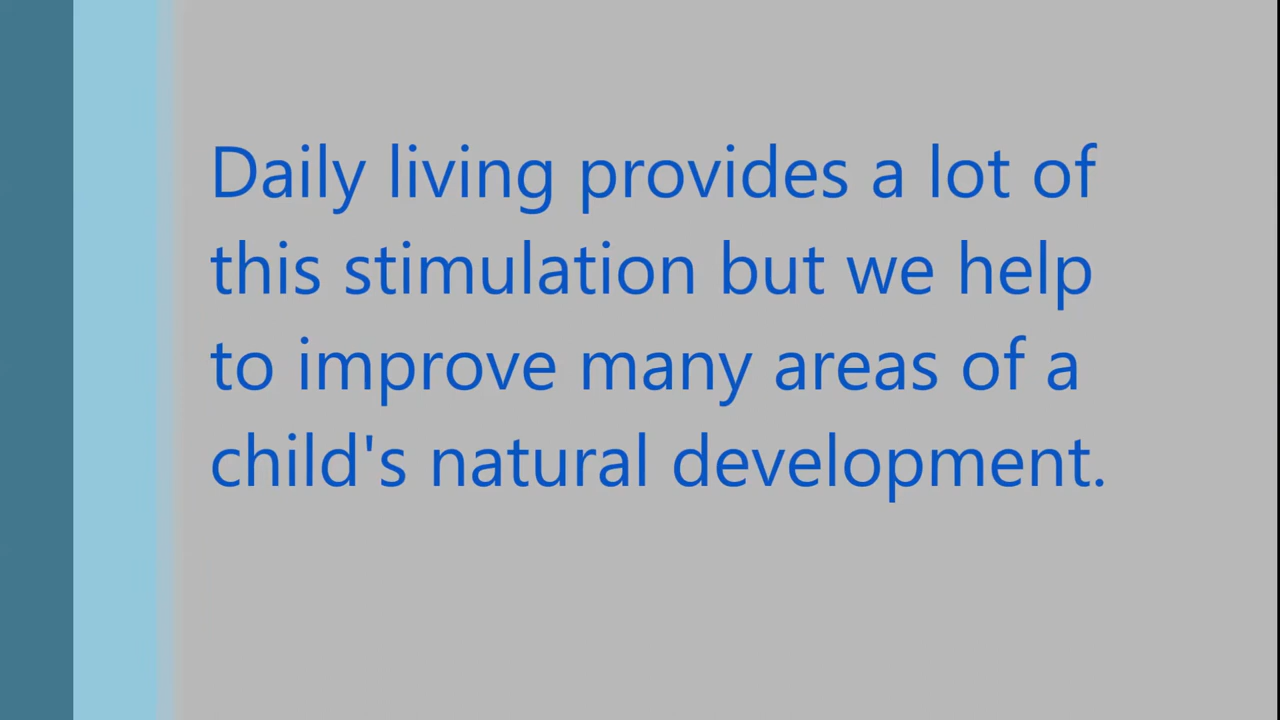 Daily living provides a lot of
this stimulation but we help
to improve many areas of a
child's natural development.